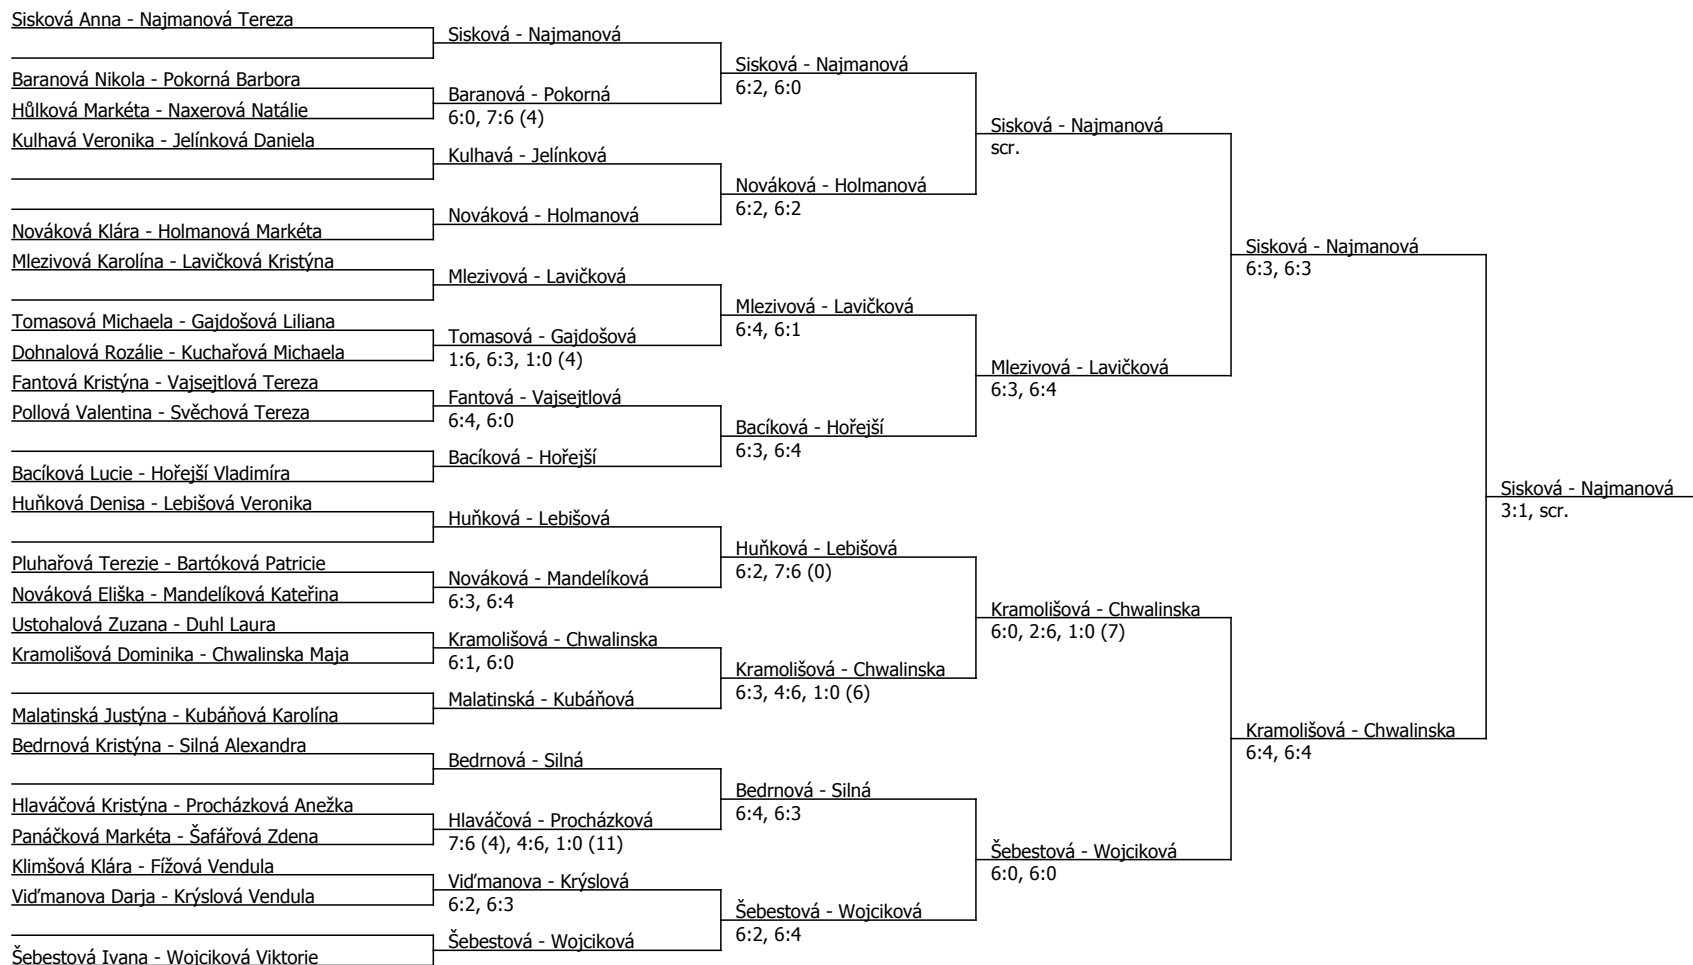 Sisková Anna - Najmanová Tereza
Baranová Nikola - Pokorná Barbora
Hůlková Markéta - Naxerová Natálie
Kulhavá Veronika - Jelínková Daniela
Nováková Klára - Holmanová Markéta
Mlezivová Karolína - Lavičková Kristýna
Tomasová Michaela - Gajdošová Liliana
Dohnalová Rozálie - Kuchařová Michaela
Fantová Kristýna - Vajsejtlová Tereza
Pollová Valentina - Svěchová Tereza
Bacíková Lucie - Hořejší Vladimíra
Huňková Denisa - Lebišová Veronika
Pluhařová Terezie - Bartóková Patricie
Nováková Eliška - Mandelíková Kateřina
Ustohalová Zuzana - Duhl Laura
Kramolišová Dominika - Chwalinska Maja
Malatinská Justýna - Kubáňová Karolína
Bedrnová Kristýna - Silná Alexandra
Hlaváčová Kristýna - Procházková Anežka
Panáčková Markéta - Šafářová Zdena
Klimšová Klára - Fížová Vendula
Viďmanova Darja - Krýslová Vendula
Šebestová Ivana - Wojciková Viktorie
Sisková - Najmanová
Baranová - Pokorná
6:0, 7:6 (4)
Kulhavá - Jelínková
Nováková - Holmanová
Mlezivová - Lavičková
Tomasová - Gajdošová
1:6, 6:3, 1:0 (4)
Fantová - Vajsejtlová
6:4, 6:0
Bacíková - Hořejší
Huňková - Lebišová
Nováková - Mandelíková
6:3, 6:4
Kramolišová - Chwalinska
6:1, 6:0
Malatinská - Kubáňová
Bedrnová - Silná
Hlaváčová - Procházková
7:6 (4), 4:6, 1:0 (11)
Viďmanova - Krýslová
6:2, 6:3
Šebestová - Wojciková
Sisková - Najmanová
6:2, 6:0
Nováková - Holmanová
6:2, 6:2
Mlezivová - Lavičková
6:4, 6:1
Bacíková - Hořejší
6:3, 6:4
Huňková - Lebišová
6:2, 7:6 (0)
Kramolišová - Chwalinska
6:3, 4:6, 1:0 (6)
Bedrnová - Silná
6:4, 6:3
Šebestová - Wojciková
6:2, 6:4
Sisková - Najmanová
scr.
Mlezivová - Lavičková
6:3, 6:4
Kramolišová - Chwalinska
6:0, 2:6, 1:0 (7)
Šebestová - Wojciková
6:0, 6:0
Sisková - Najmanová
6:3, 6:3
Kramolišová - Chwalinska
6:4, 6:4
Sisková - Najmanová
3:1, scr.